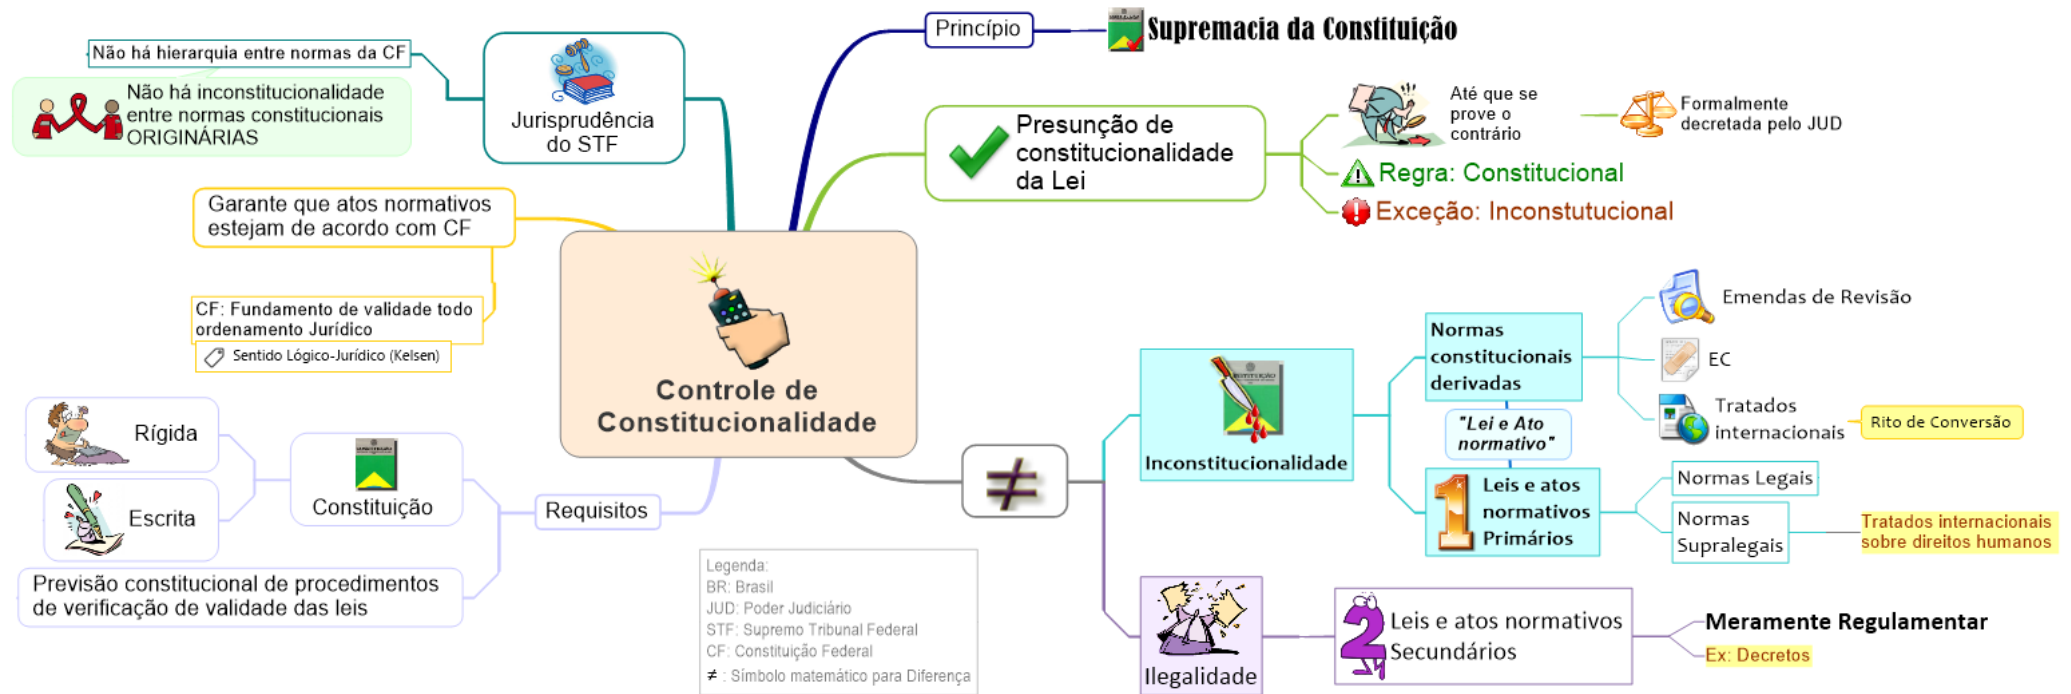 Princípio
Supremacia da Constituição
Não há hierarquia entre normas da CF
Não há inconstitucionalidade
entre normas constitucionais
ORIGINÁRIAS
Jurisprudência
do STF
Presunção de
constitucionalidade
da Lei
Até que se
prove o
contrário
Formalmente
decretada pelo JUD
Regra: Constitucional
Exceção: Inconstutucional
Garante que atos normativos
estejam de acordo com CF
CF: Fundamento de validade todo
ordenamento Jurídico
Sentido Lógico-Jurídico (Kelsen)
Controle de
Constitucionalidade
Rígida
Escrita
Constituição
Requisitos
Previsão constitucional de procedimentos
de verificação de validade das leis
≠
Inconstitucionalidade
Normas
constitucionais
derivadas
Emendas de Revisão
EC
Tratados
internacionais
Rito de Conversão
"Lei e Ato
normativo"
1
Leis e atos
normativos
Primários
Normas Legais
Normas
Supralegais
Tratados internacionais
sobre direitos humanos
Ilegalidade
2
Leis e atos normativos
Secundários
Meramente Regulamentar
Ex: Decretos
Legenda:
BR: Brasil
JUD: Poder Judiciário
STF: Supremo Tribunal Federal
CF: Constituição Federal
≠ : Símbolo matemático para Diferença